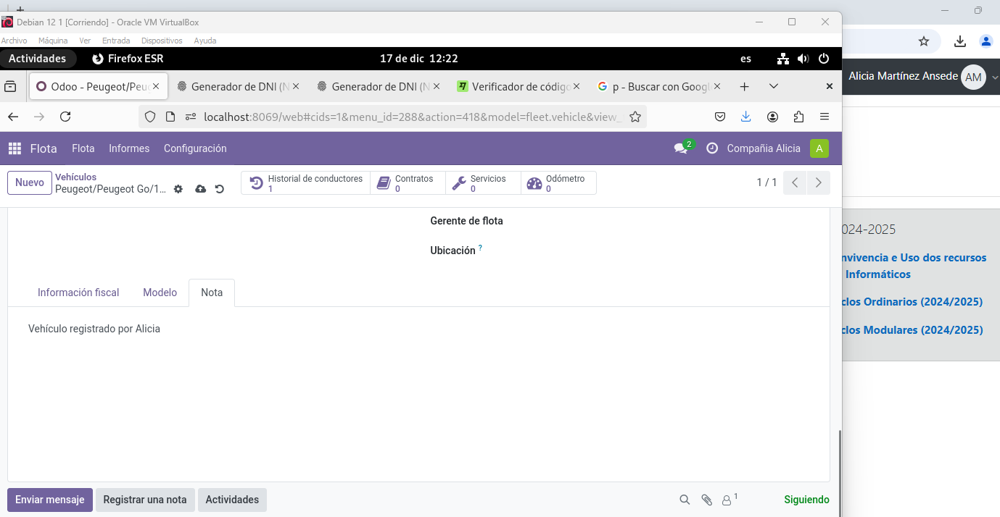 Debian 12 1 [Corriendo] - Oracle VM VirtualBox
Archivo Máquina Ver Entrada Dispositivos Ayuda
Actividades Firefox ESR 17 de dic 12:22 es
Odoo - Peugeot/Peug Generador de DNI (N Generador de DNI (N Verificador de código p - Buscar con Googl
localhost:8069/web#cids=1&menu_id=288&action=418&model=fleet.vehicle&view_
Alicia Martínez Ansede AM
Flota Flota Informes Configuración 2 Compañia Alicia A
Nuevo
Vehículos
Peugeot/Peugeot Go/1...
Historial de conductores
1
Contratos
0
Servicios
0
Odómetro
0
1 / 1
Gerente de flota
Ubicación ?
Información fiscal Modelo Nota
Vehículo registrado por Alicia
Enviar mensaje Registrar una nota Actividades 1 Siguiendo
024-2025
nvivencia e Uso dos recursos
Informáticos
clos Ordinarios (2024/2025)
clos Modulares (2024/2025)